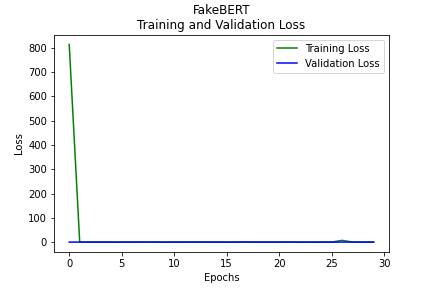 FakeBERT
Training and Validation Loss
Training Loss
Validation Loss
800
700
600
500
400
300
200
100
0
Loss
0 5 10 15 20 25 30
Epochs